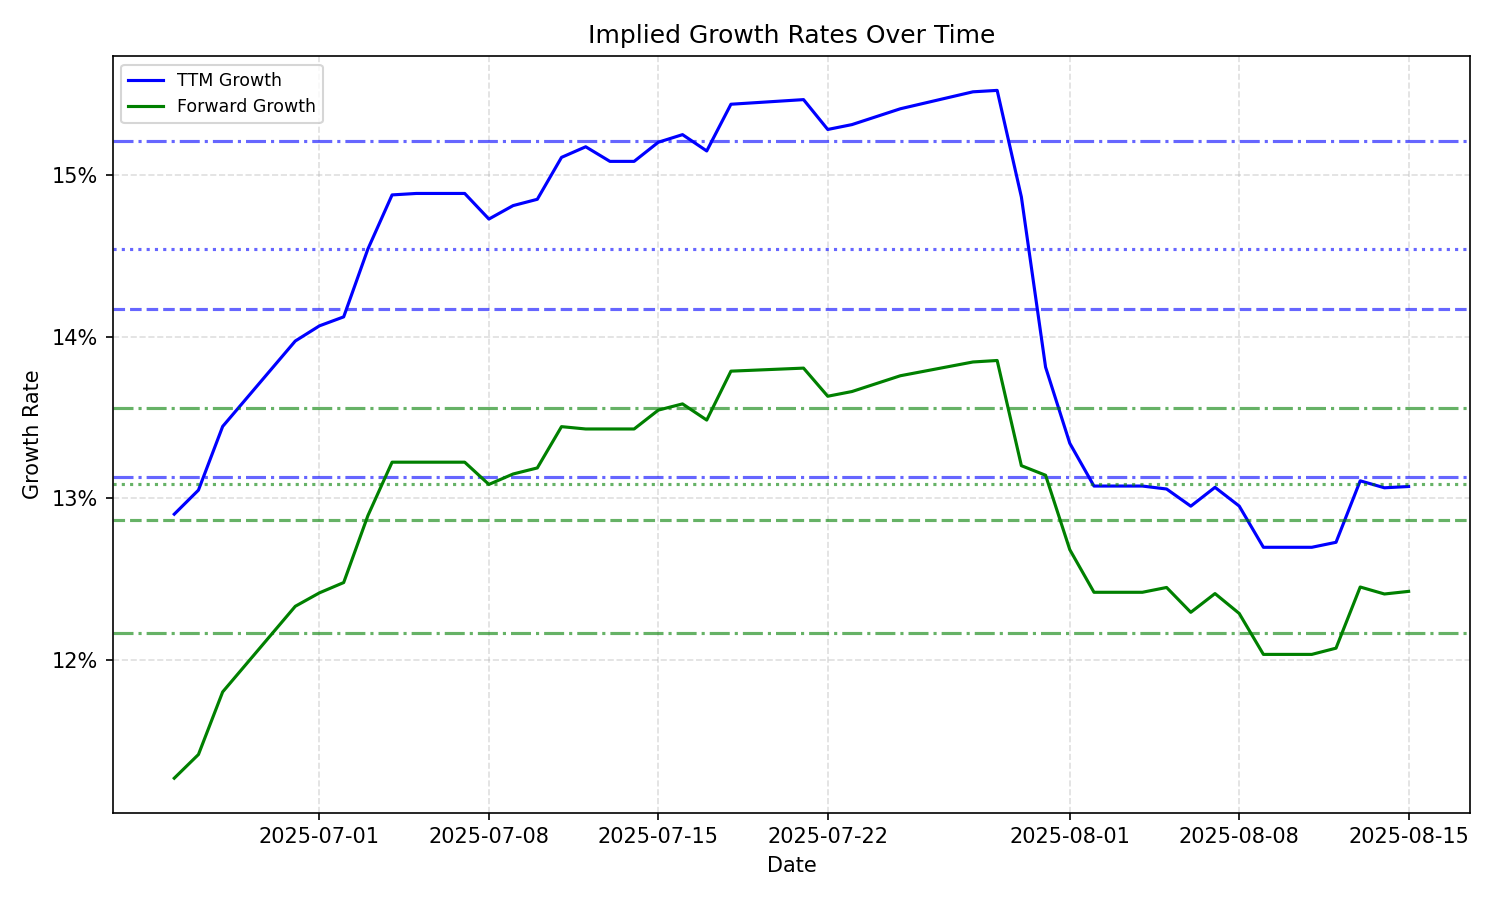 Implied Growth Rates Over Time
TTM Growth
Forward Growth
15%
14%
13%
12%
Growth Rate
2025-07-01
2025-07-08
2025-07-15
2025-07-22
2025-08-01
2025-08-08
2025-08-15
Date